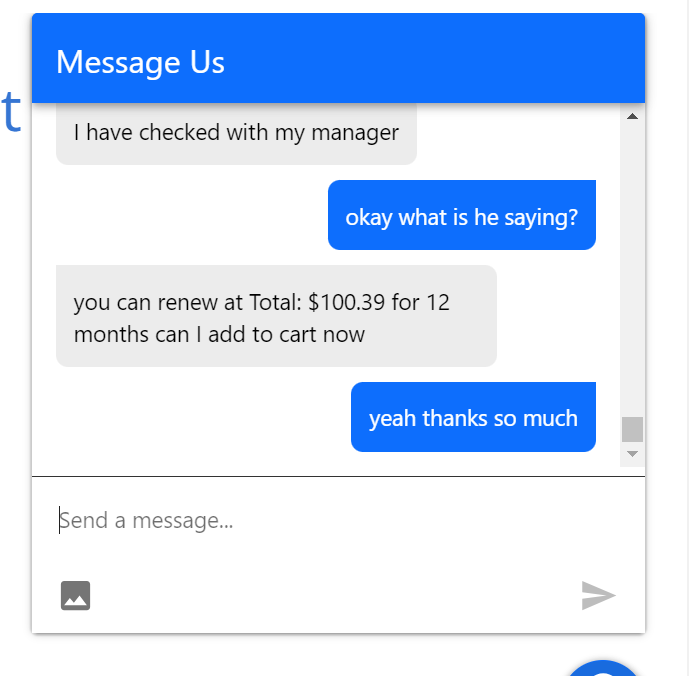 Message Us
t
I have checked with my manager
okay what is he saying?
you can renew at Total: $100.39 for 12
months can I add to cart now
yeah thanks so much
Send a message...